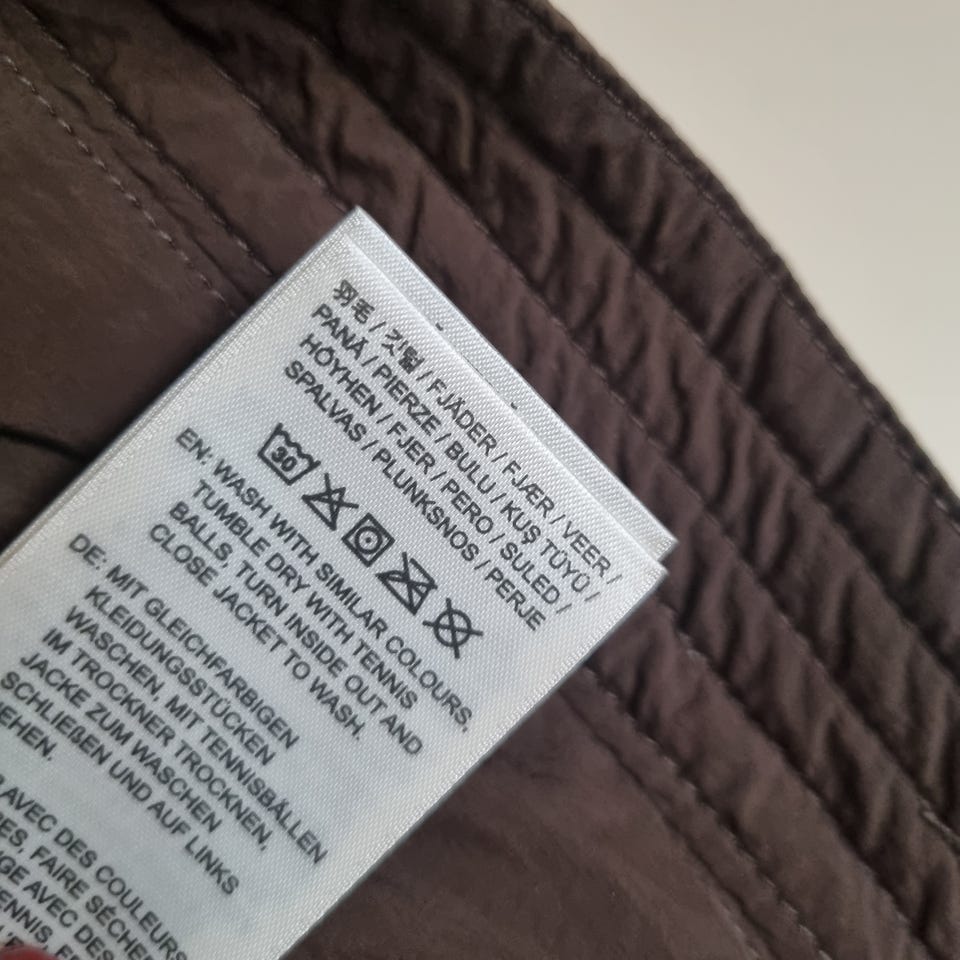 羽毛 / 깃털 / FJÄDER / FJÆR / VEER /
PANĂ / PIERZE / BULU / KUŞ TÜYÜ /
HÖYHEN / FJER / PERO / SULED /
SPALVAS / PLUNKSNOS / PERJE
30
EN: WASH WITH SIMILAR COLOURS,
TUMBLE DRY WITH TENNIS
BALLS, TURN INSIDE OUT AND
CLOSE JACKET TO WASH.
DE: MIT GLEICHFARBIGEN
KLEIDUNGSSTÜCKEN
WASCHEN, MIT TENNISBÄLLEN
IM TROCKNER TROCKNEN,
JACKE ZUM WASCHEN
SCHLIEßEN UND AUF LINKS
EHEN.
AVEC DES COULEURS
ES, FAIRE SÉCHER
GE AVEC DES
ENNIS,